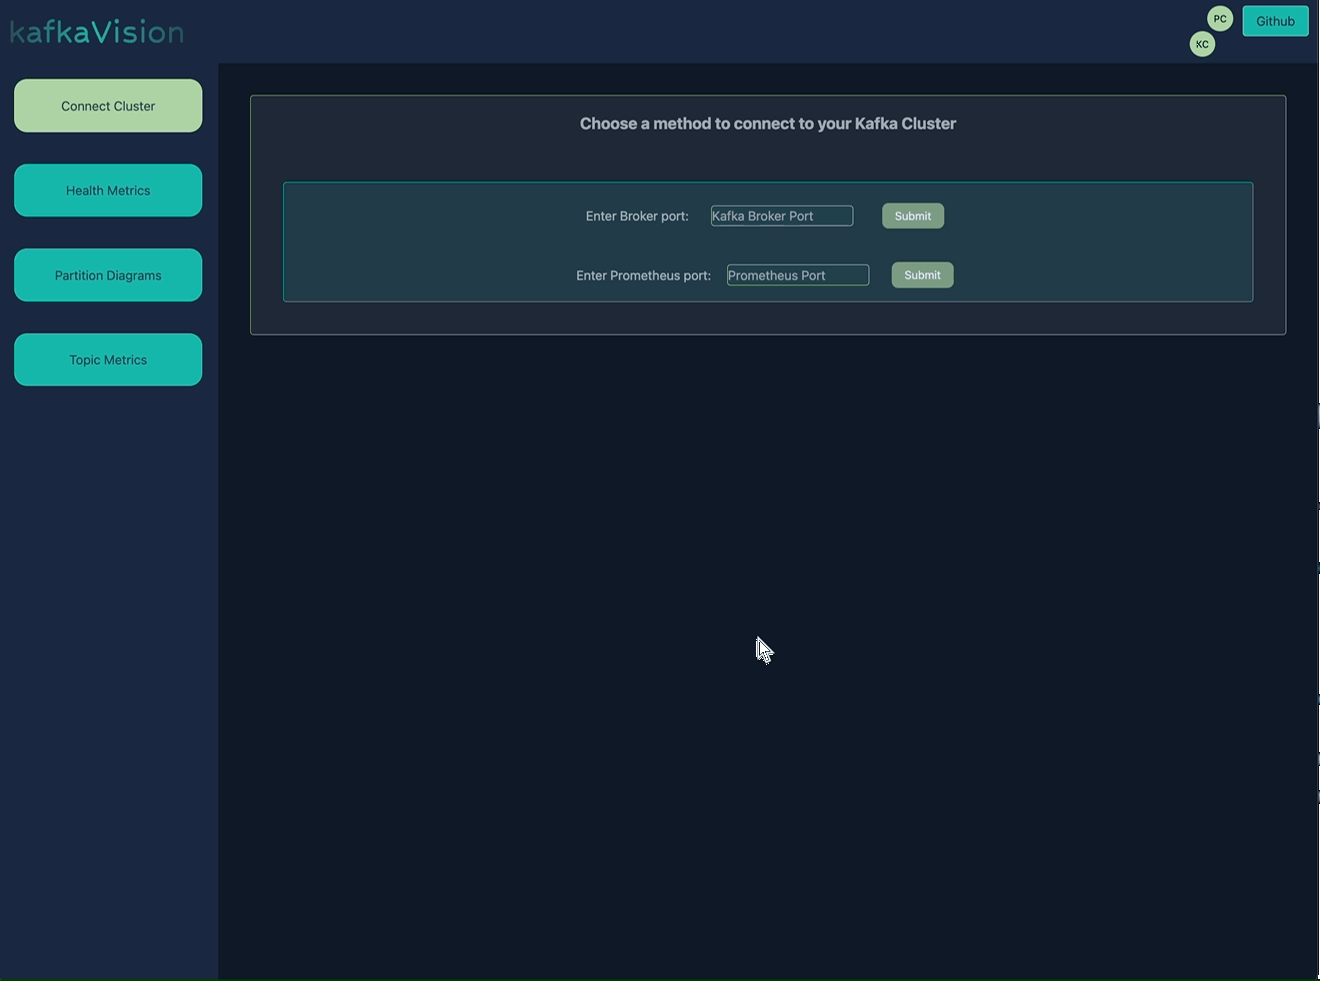 kafkaVision
PC
KC
Github
Connect Cluster
Health Metrics
Partition Diagrams
Topic Metrics
Choose a method to connect to your Kafka Cluster
Enter Broker port: Kafka Broker Port Submit
Enter Prometheus port: Prometheus Port Submit